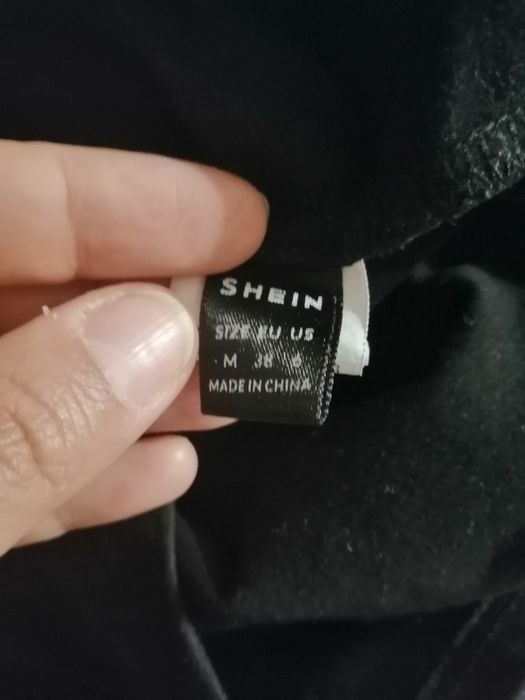 SHEIN
SIZE EU US
M 38 6
MADE IN CHINA